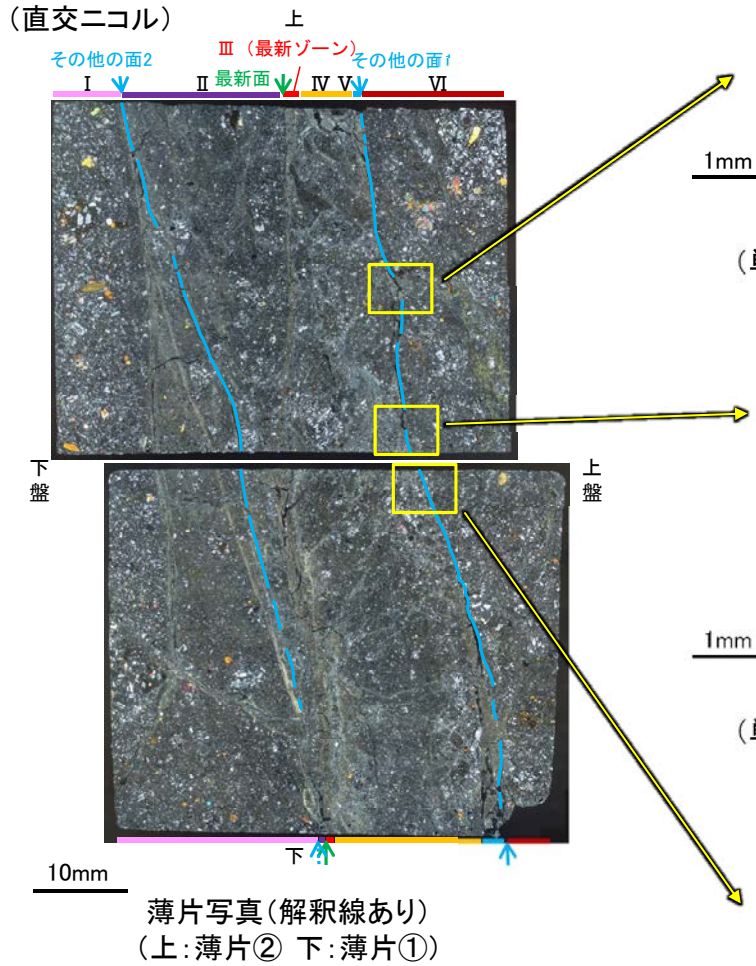 (直交ニコル)
上
その他の面2
Ⅲ (最新ゾーン)
その他の面1
Ⅰ Ⅱ 最新面 Ⅳ Ⅴ Ⅵ
1mm
(
下盤
上盤
1mm
(
下
10mm
薄片写真(解釈線あり)
(上:薄片② 下:薄片①)